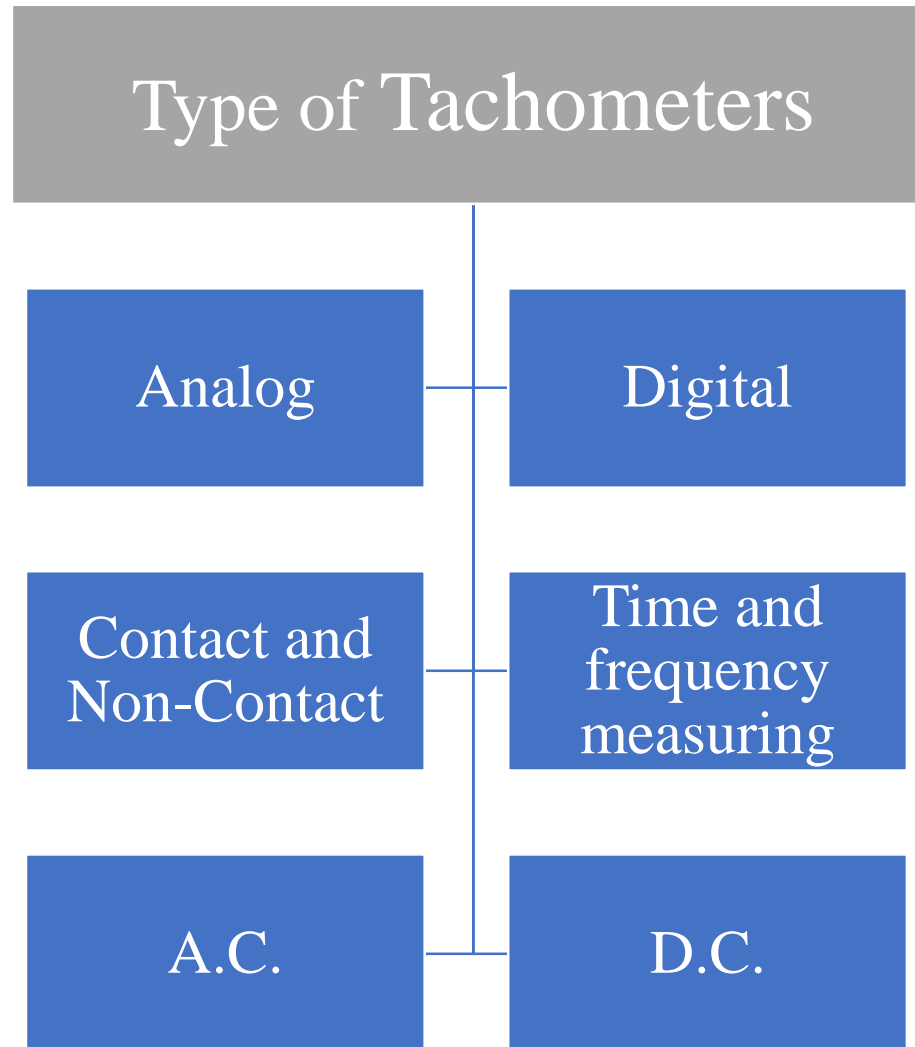 Type of Tachometers
Analog
Digital
Contact and
Non-Contact
Time and
frequency
measuring
A.C.
D.C.